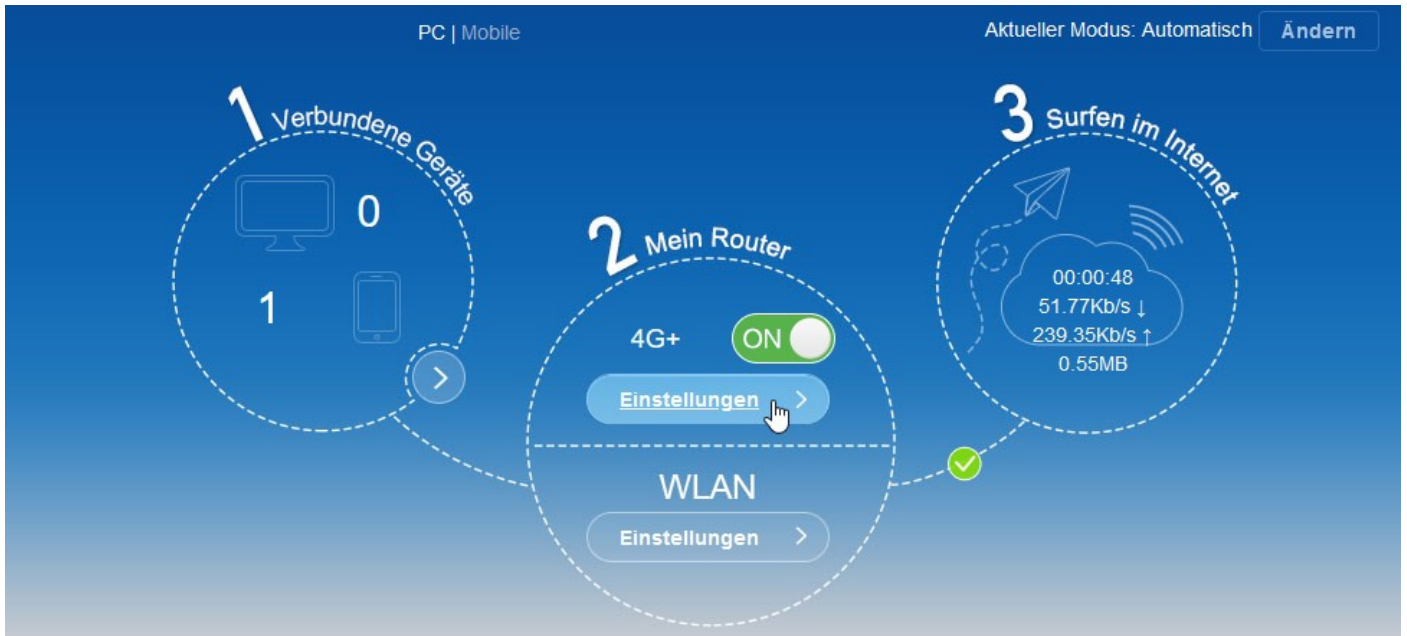 PC | Mobile
Aktueller Modus: Automatisch
Ändern
1 Verbundene Geräte
0
1
2 Mein Router
4G+
ON
Einstellungen
WLAN
Einstellungen
3 Surfen im Internet
00:00:48
51.77Kb/s ↓
239.35Kb/s ↑
0.55MB